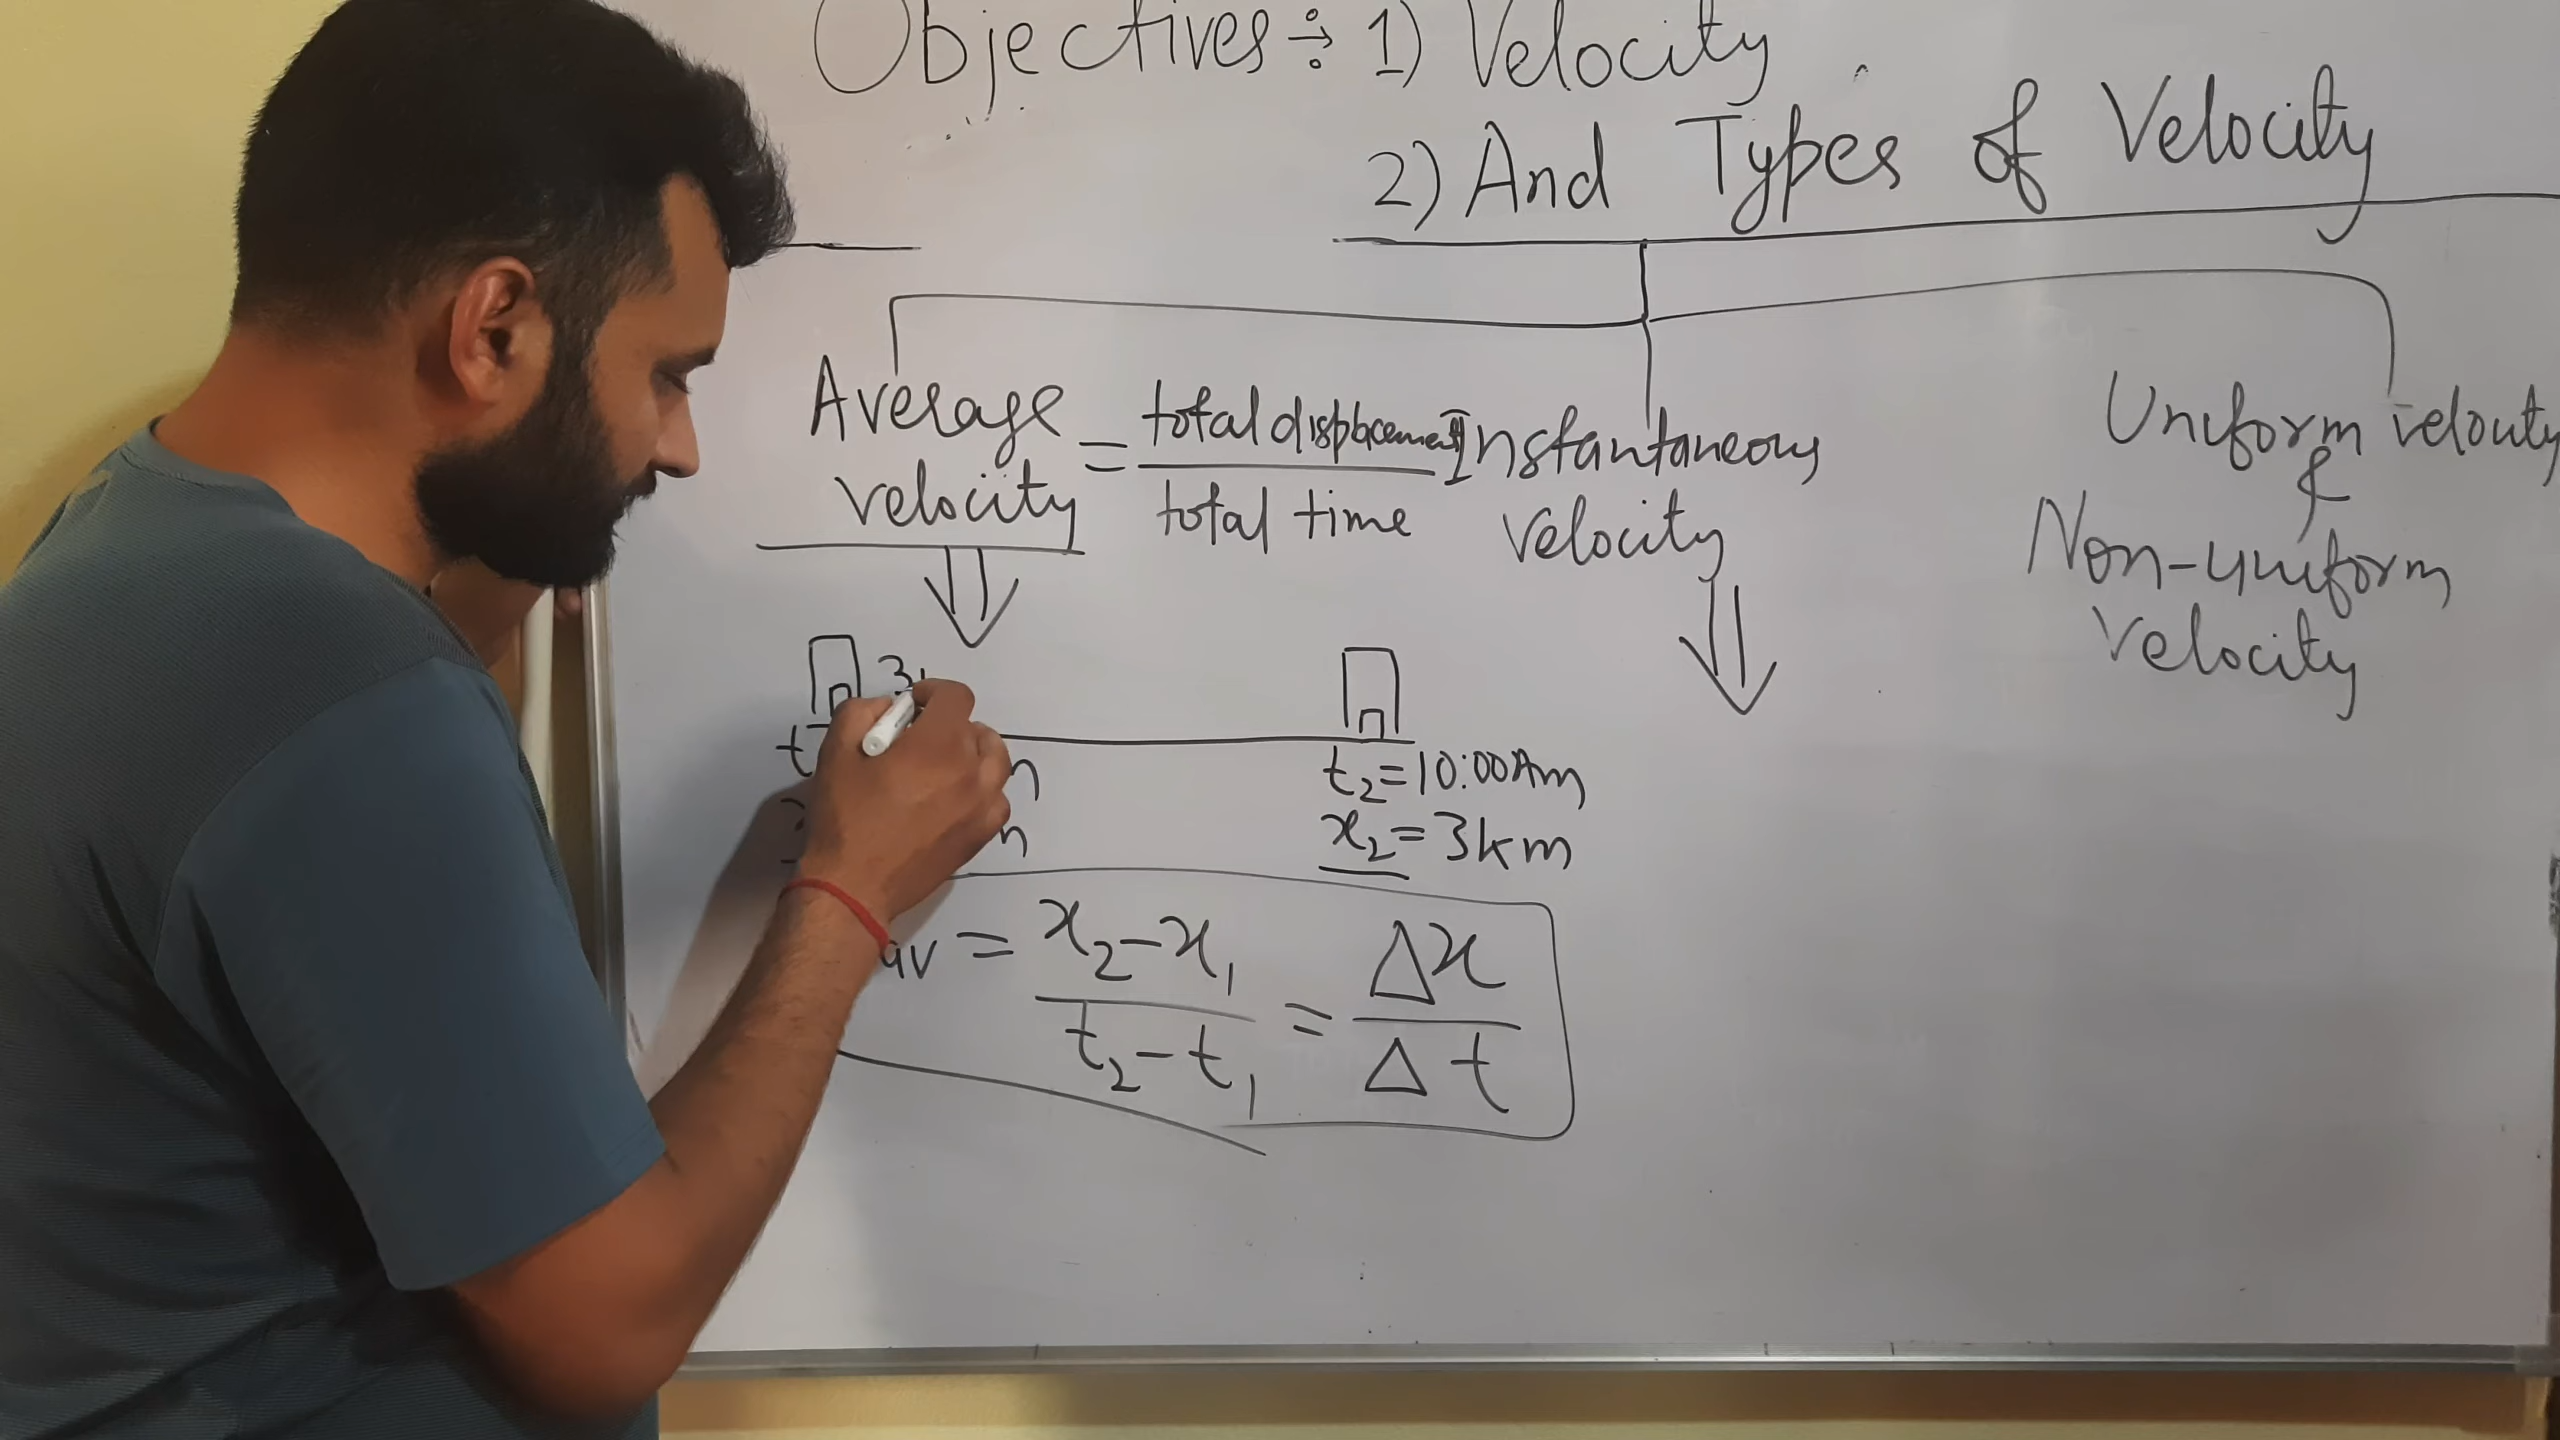 Objectives ÷ 1) Velocity
2) And Types of Velocity
Average velocity = total displacement / total time
Instantaneous Velocity
Uniform velocity & Non-uniform Velocity
t₂=10:00Am
x₂=3km
av = x₂-x₁ / t₂-t₁ = Δx / Δt